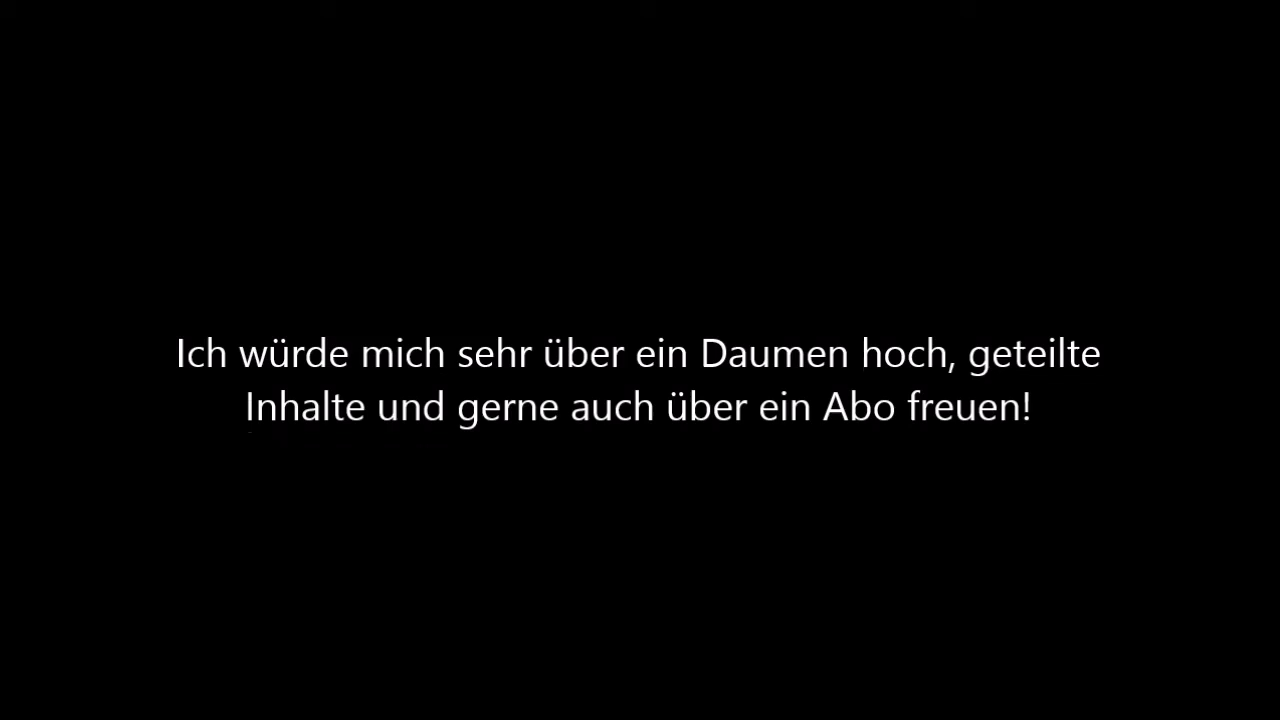 Ich würde mich sehr über ein Daumen hoch, geteilte
Inhalte und gerne auch über ein Abo freuen!